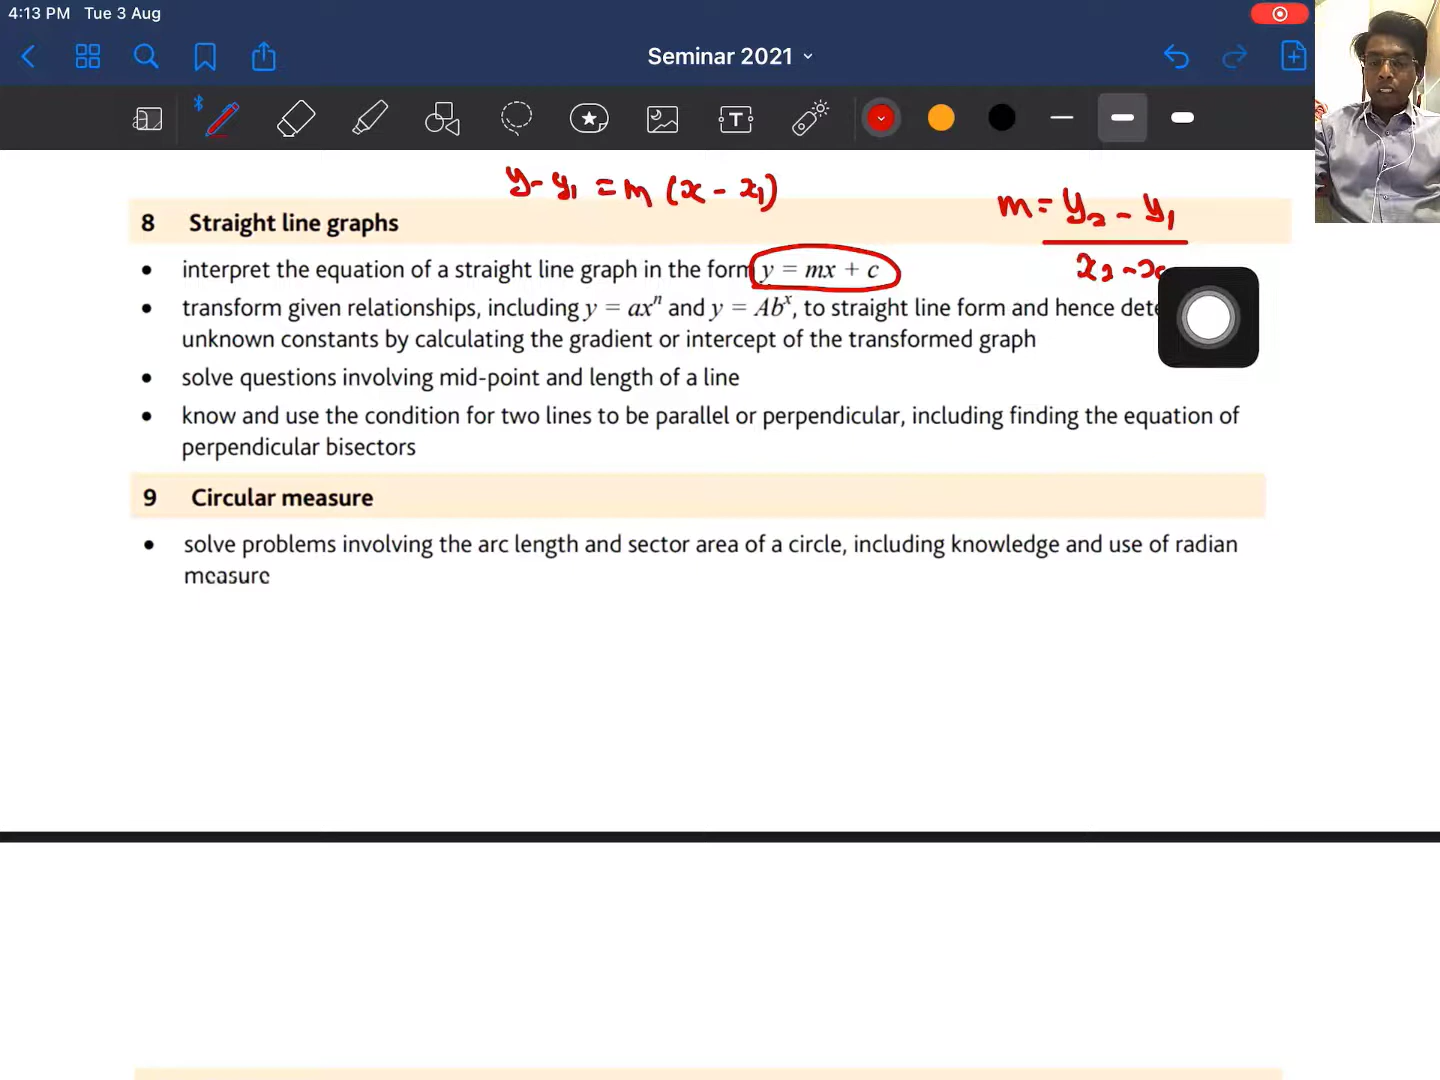 4:13 PM Tue 3 Aug
Seminar 2021
T
y - y₁ = m (x - x₁)
m = y₂ - y₁
x₂ - x
8 Straight line graphs
• interpret the equation of a straight line graph in the form y = mx + c
• transform given relationships, including y = axⁿ and y = Abˣ, to straight line form and hence dete
unknown constants by calculating the gradient or intercept of the transformed graph
• solve questions involving mid-point and length of a line
• know and use the condition for two lines to be parallel or perpendicular, including finding the equation of
perpendicular bisectors
9 Circular measure
• solve problems involving the arc length and sector area of a circle, including knowledge and use of radian
measure